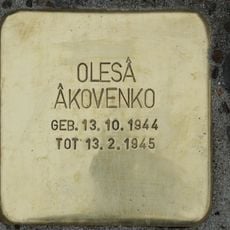 OLESÂ
ÂKOVENKO
GEB. 13. 10. 1944
TOT 13. 2. 1945